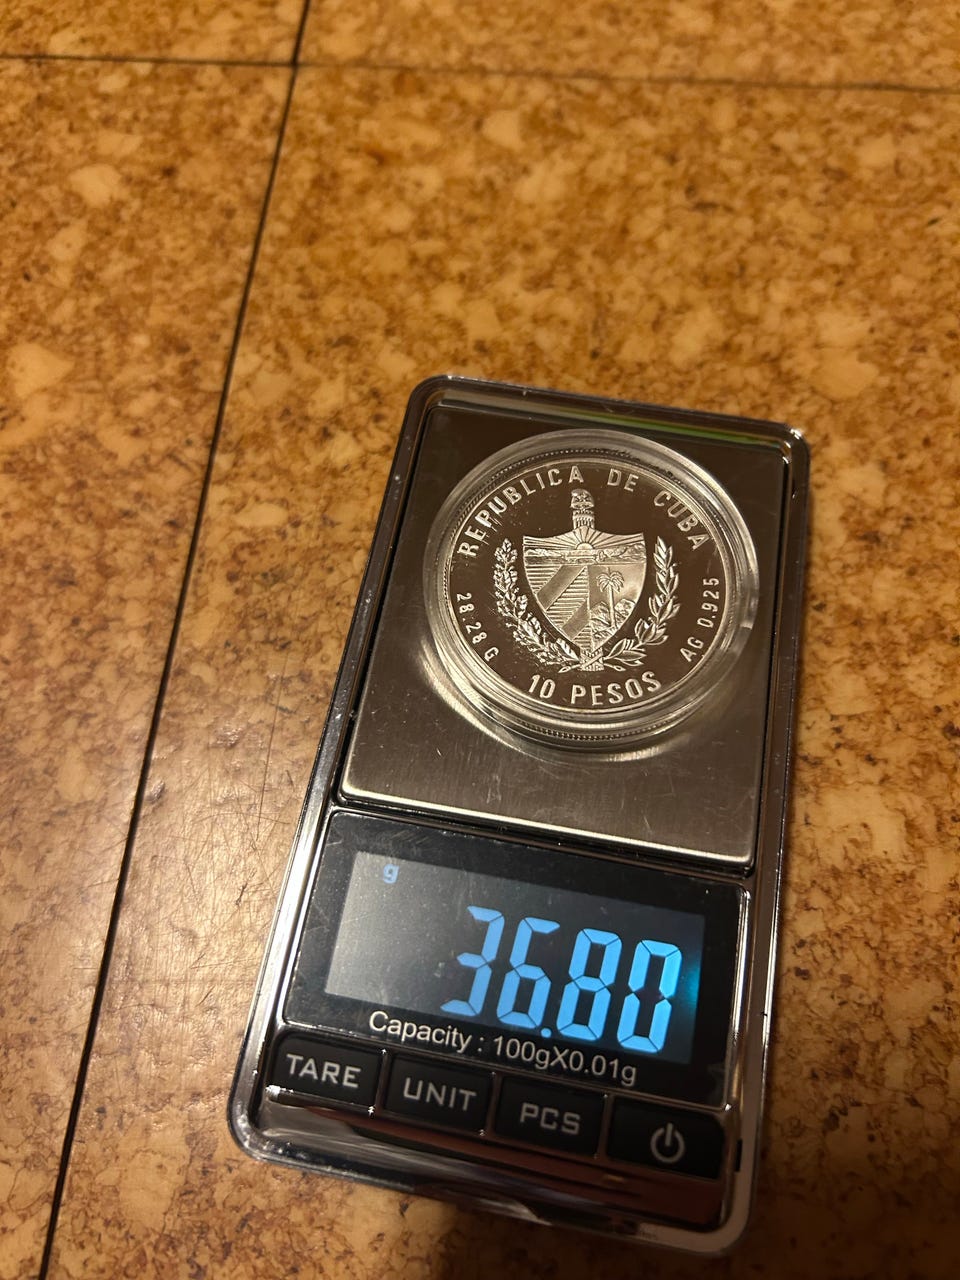 REPUBLICA DE CUBA
28.28 G
AG 0.925
10 PESOS
g
36.80
Capacity : 100gX0.01g
TARE
UNIT
PCS